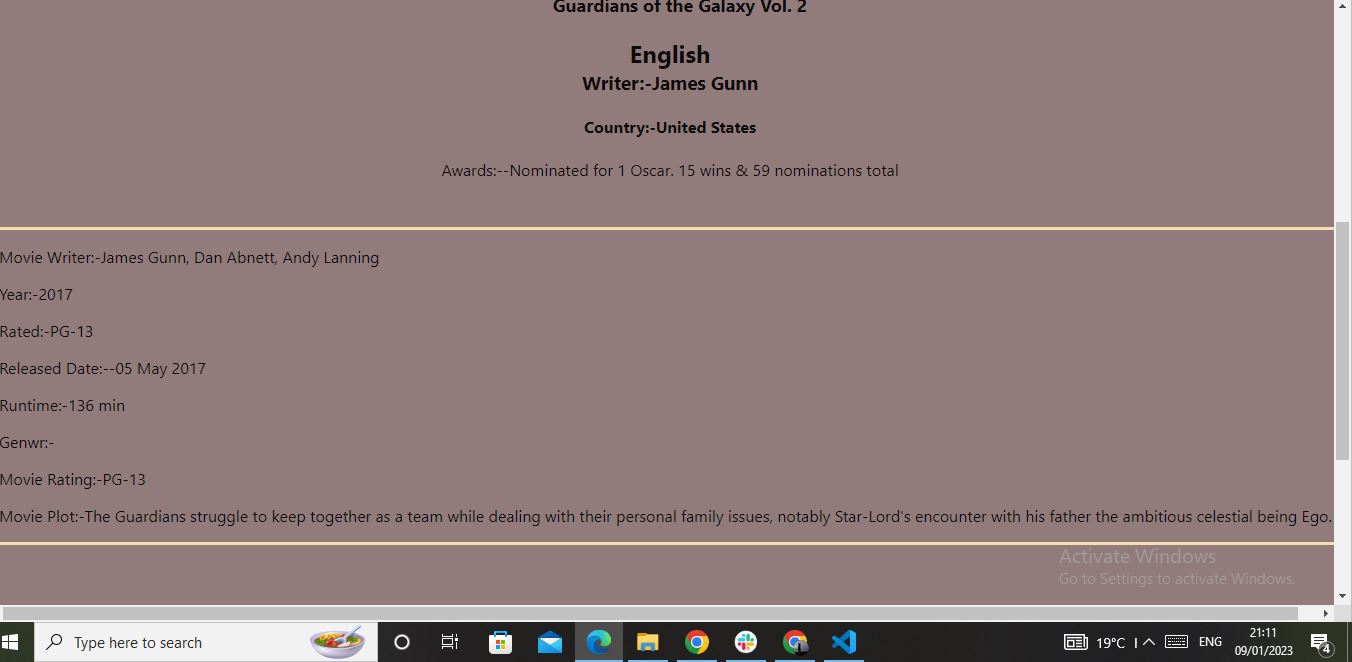 Guardians of the Galaxy Vol. 2
English
Writer:-James Gunn
Country:-United States
Awards:--Nominated for 1 Oscar. 15 wins & 59 nominations total
Movie Writer:-James Gunn, Dan Abnett, Andy Lanning
Year:-2017
Rated:-PG-13
Released Date:--05 May 2017
Runtime:-136 min
Genwr:-
Movie Rating:-PG-13
Movie Plot:-The Guardians struggle to keep together as a team while dealing with their personal family issues, notably Star-Lord's encounter with his father the ambitious celestial being Ego.
Activate Windows
Go to Settings to activate Windows.
Type here to search
19°C
ENG
21:11
09/01/2023
4